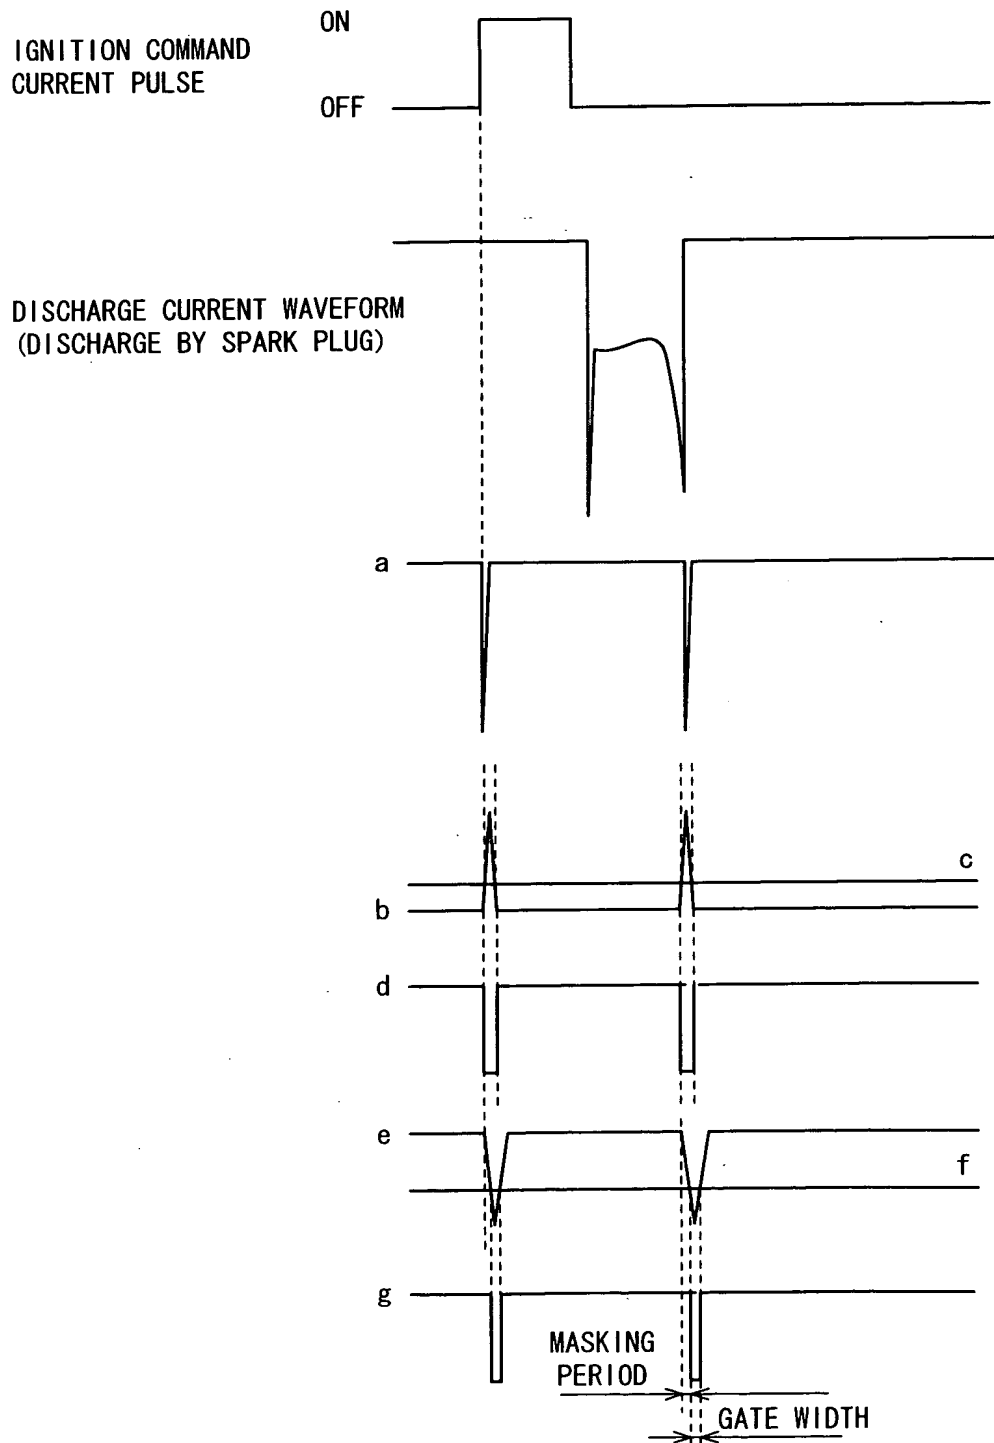 ON
IGNITION COMMAND
CURRENT PULSE
OFF
DISCHARGE CURRENT WAVEFORM
(DISCHARGE BY SPARK PLUG)
a
c
b
d
e
f
g
MASKING
PERIOD
GATE WIDTH